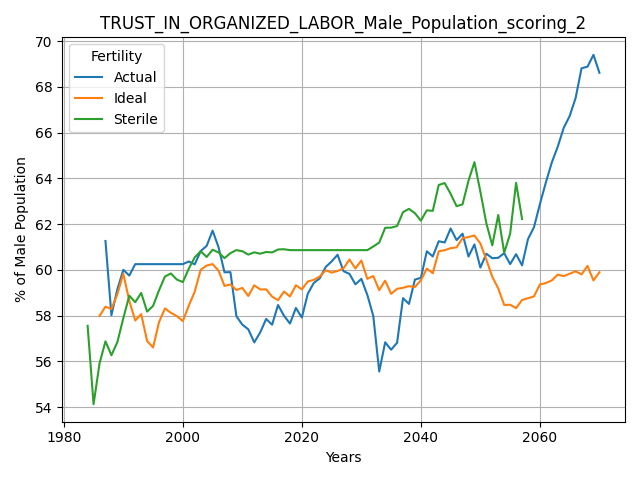 TRUST_IN_ORGANIZED_LABOR_Male_Population_scoring_2
70
68
66
64
62
60
58
56
54
% of Male Population
Fertility
Actual
Ideal
Sterile
1980
2000
2020
2040
2060
Years